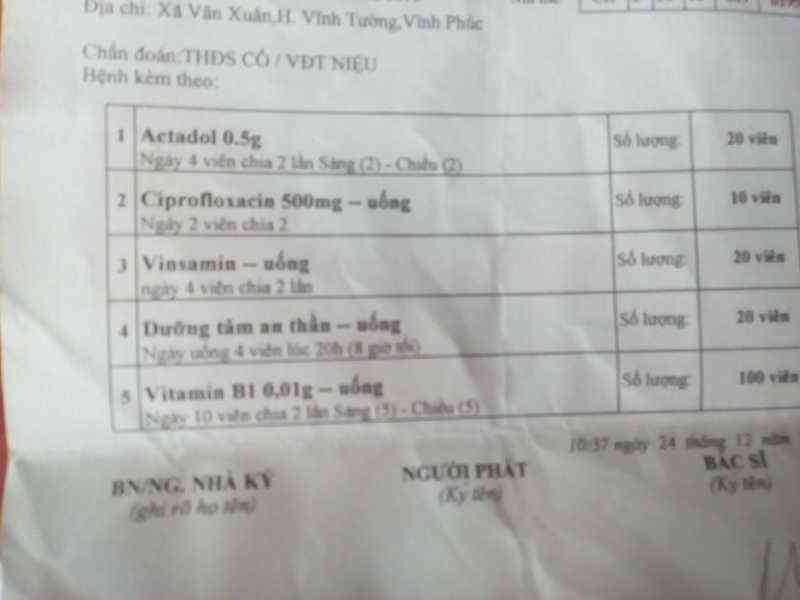 Địa chỉ: Xã Vân Xuân,H. Vĩnh Tường,Vĩnh Phúc
Chẩn đoán:THĐS CỔ / VĐT NIỆU
Bệnh kèm theo:
1 Actadol 0.5g Số lượng: 20 viên
Ngày 4 viên chia 2 lần Sáng (2) - Chiều (2)
2 Ciprofloxacin 500mg – uống Số lượng: 10 viên
Ngày 2 viên chia 2
3 Vinsamin – uống Số lượng: 20 viên
ngày 4 viên chia 2 lần
4 Dưỡng tâm an thần – uống Số lượng: 20 viên
Ngày uống 4 viên lúc 20h (8 giờ tối)
5 Vitamin B1 0,01g – uống Số lượng: 100 viên
Ngày 10 viên chia 2 lần Sáng (5) - Chiều (5)
10:37 ngày 24 tháng 12 năm
BN/NG. NHÀ KÝ NGƯỜI PHÁT BÁC SĨ
(ghi rõ họ tên) (Ký tên) (Ký tên)